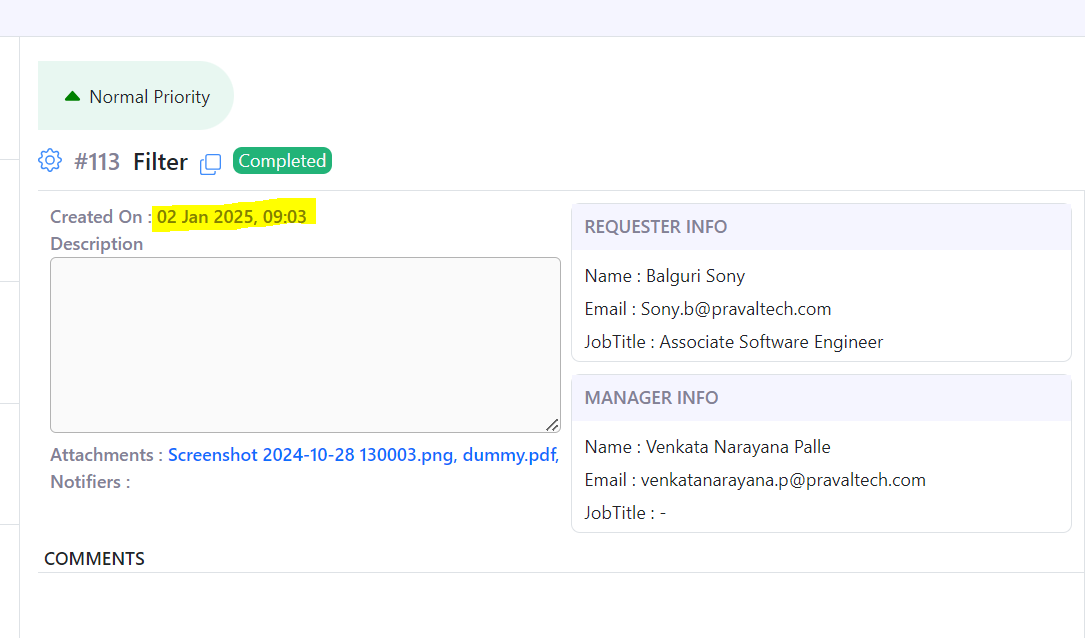 Normal Priority
#113 Filter Completed
Created On : 02 Jan 2025, 09:03
Description
Attachments : Screenshot 2024-10-28 130003.png, dummy.pdf,
Notifiers :
REQUESTER INFO
Name : Balguri Sony
Email : Sony.b@pravaltech.com
JobTitle : Associate Software Engineer
MANAGER INFO
Name : Venkata Narayana Palle
Email : venkatanarayana.p@pravaltech.com
JobTitle : -
COMMENTS